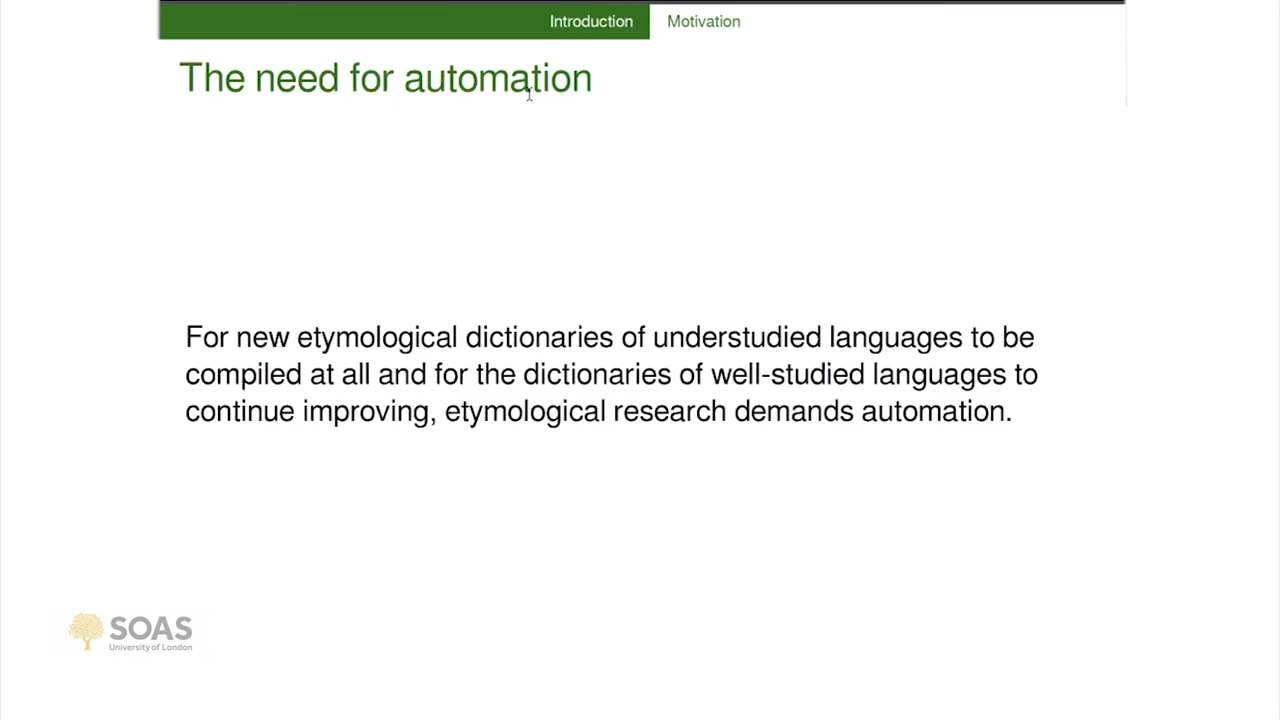 Introduction Motivation
The need for automation
For new etymological dictionaries of understudied languages to be
compiled at all and for the dictionaries of well-studied languages to
continue improving, etymological research demands automation.
SOAS
University of London